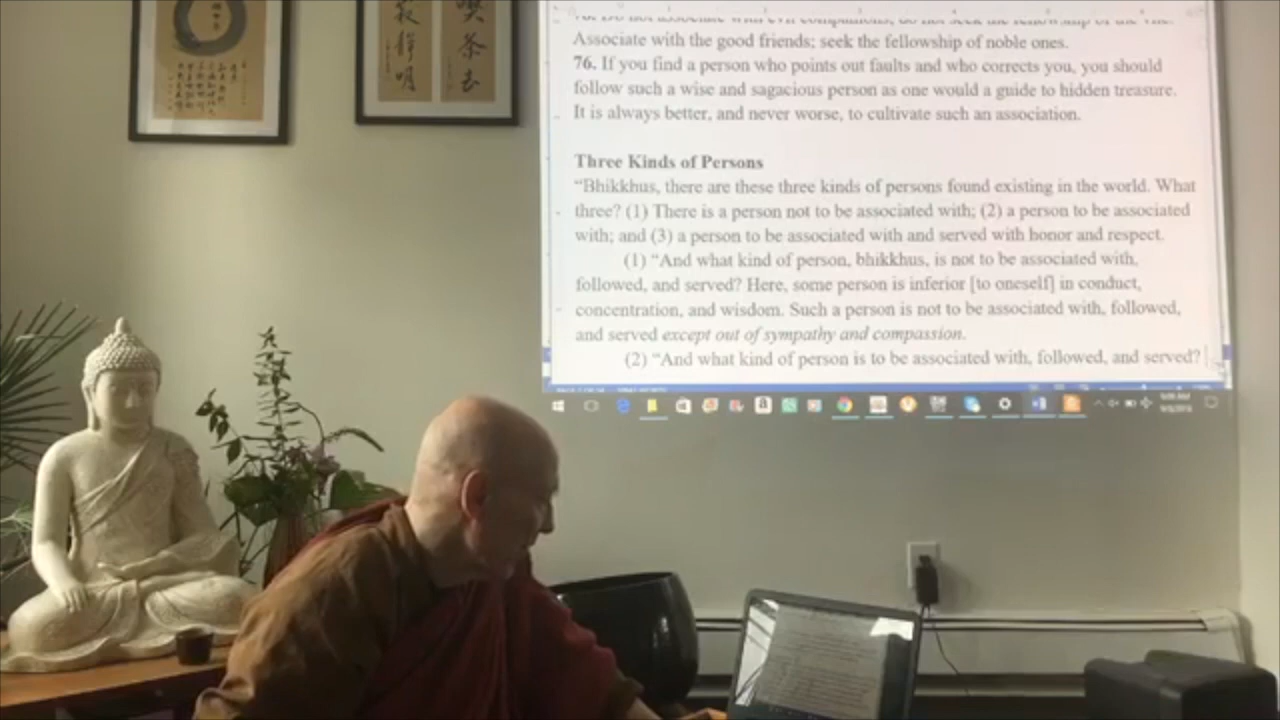 喫茶去
寂静明
Associate with the good friends; seek the fellowship of noble ones.
76. If you find a person who points out faults and who corrects you, you should
follow such a wise and sagacious person as one would a guide to hidden treasure.
It is always better, and never worse, to cultivate such an association.
Three Kinds of Persons
“Bhikkhus, there are these three kinds of persons found existing in the world. What
three? (1) There is a person not to be associated with; (2) a person to be associated
with; and (3) a person to be associated with and served with honor and respect.
(1) “And what kind of person, bhikkhus, is not to be associated with,
followed, and served? Here, some person is inferior [to oneself] in conduct,
concentration, and wisdom. Such a person is not to be associated with, followed,
and served except out of sympathy and compassion.
(2) “And what kind of person is to be associated with, followed, and served?